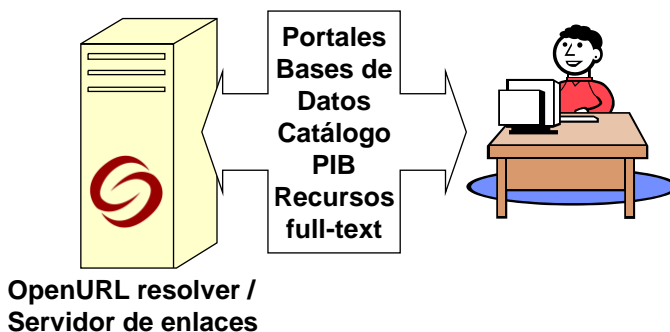 Portales
Bases de
Datos
Catálogo
PIB
Recursos
full-text
OpenURL resolver /
Servidor de enlaces